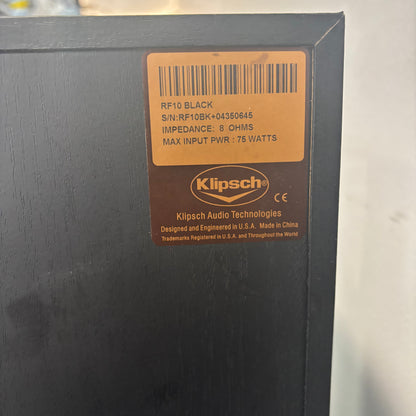 RF10 BLACK
S/N:RF10BK+04350645
IMPEDANCE: 8 OHMS
MAX INPUT PWR : 75 WATTS
Klipsch®
CE
Klipsch Audio Technologies
Designed and Engineered in U.S.A. Made in China
Trademarks Registered in U.S.A. and Throughout the World